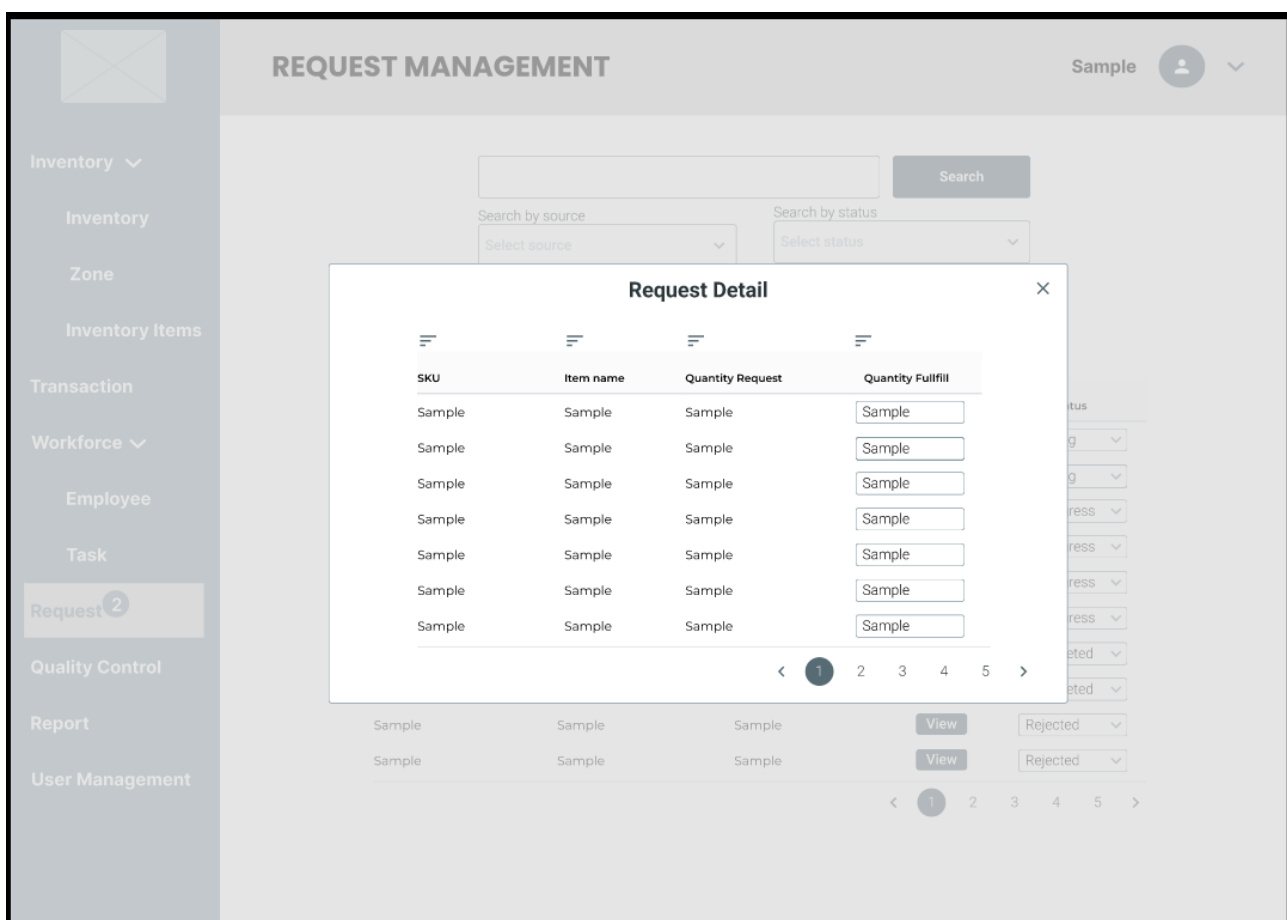 REQUEST MANAGEMENT
Sample
Inventory
Inventory
Zone
Inventory Items
Transaction
Workforce
Employee
Task
Request 2
Quality Control
Report
User Management
Search
Search by source
Search by status
Select source
Select status
Request Detail
SKU Item name Quantity Request Quantity Fullfill
Sample Sample Sample Sample
Sample Sample Sample Sample
Sample Sample Sample Sample
Sample Sample Sample Sample
Sample Sample Sample Sample
Sample Sample Sample Sample
Sample Sample Sample Sample
1 2 3 4 5
Sample Sample Sample View Rejected
Sample Sample Sample View Rejected
1 2 3 4 5